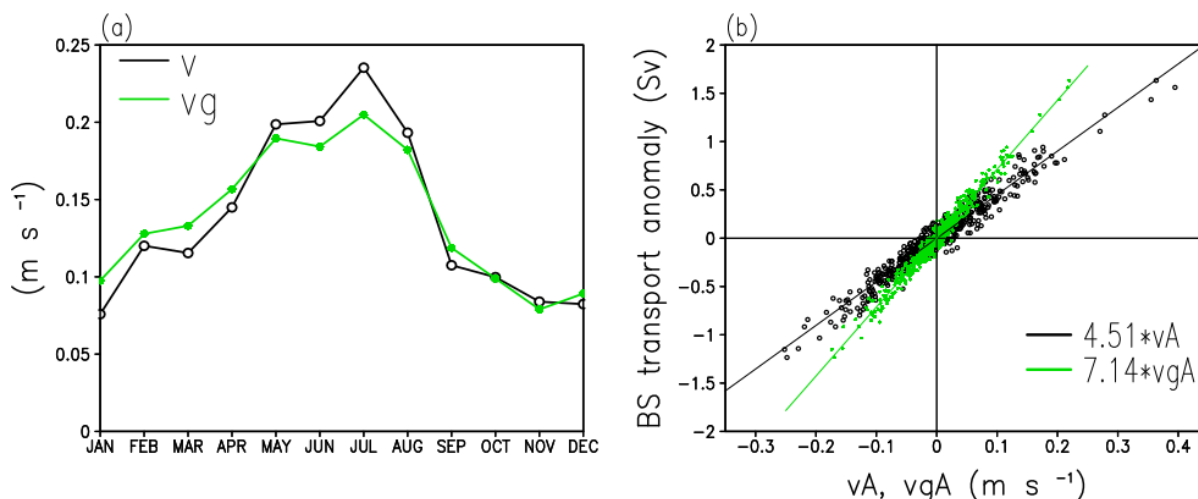 (a)
0.25
0.2
0.15
0.1
0.05
0
(m s ⁻¹)
v
vg
JAN FEB MAR APR MAY JUN JUL AUG SEP OCT NOV DEC
(b)
2
1.5
1
0.5
0
-0.5
-1
-1.5
-2
BS transport anomaly (Sv)
4.51*vA
7.14*vgA
-0.3 -0.2 -0.1 0 0.1 0.2 0.3 0.4
vA, vgA (m s ⁻¹)